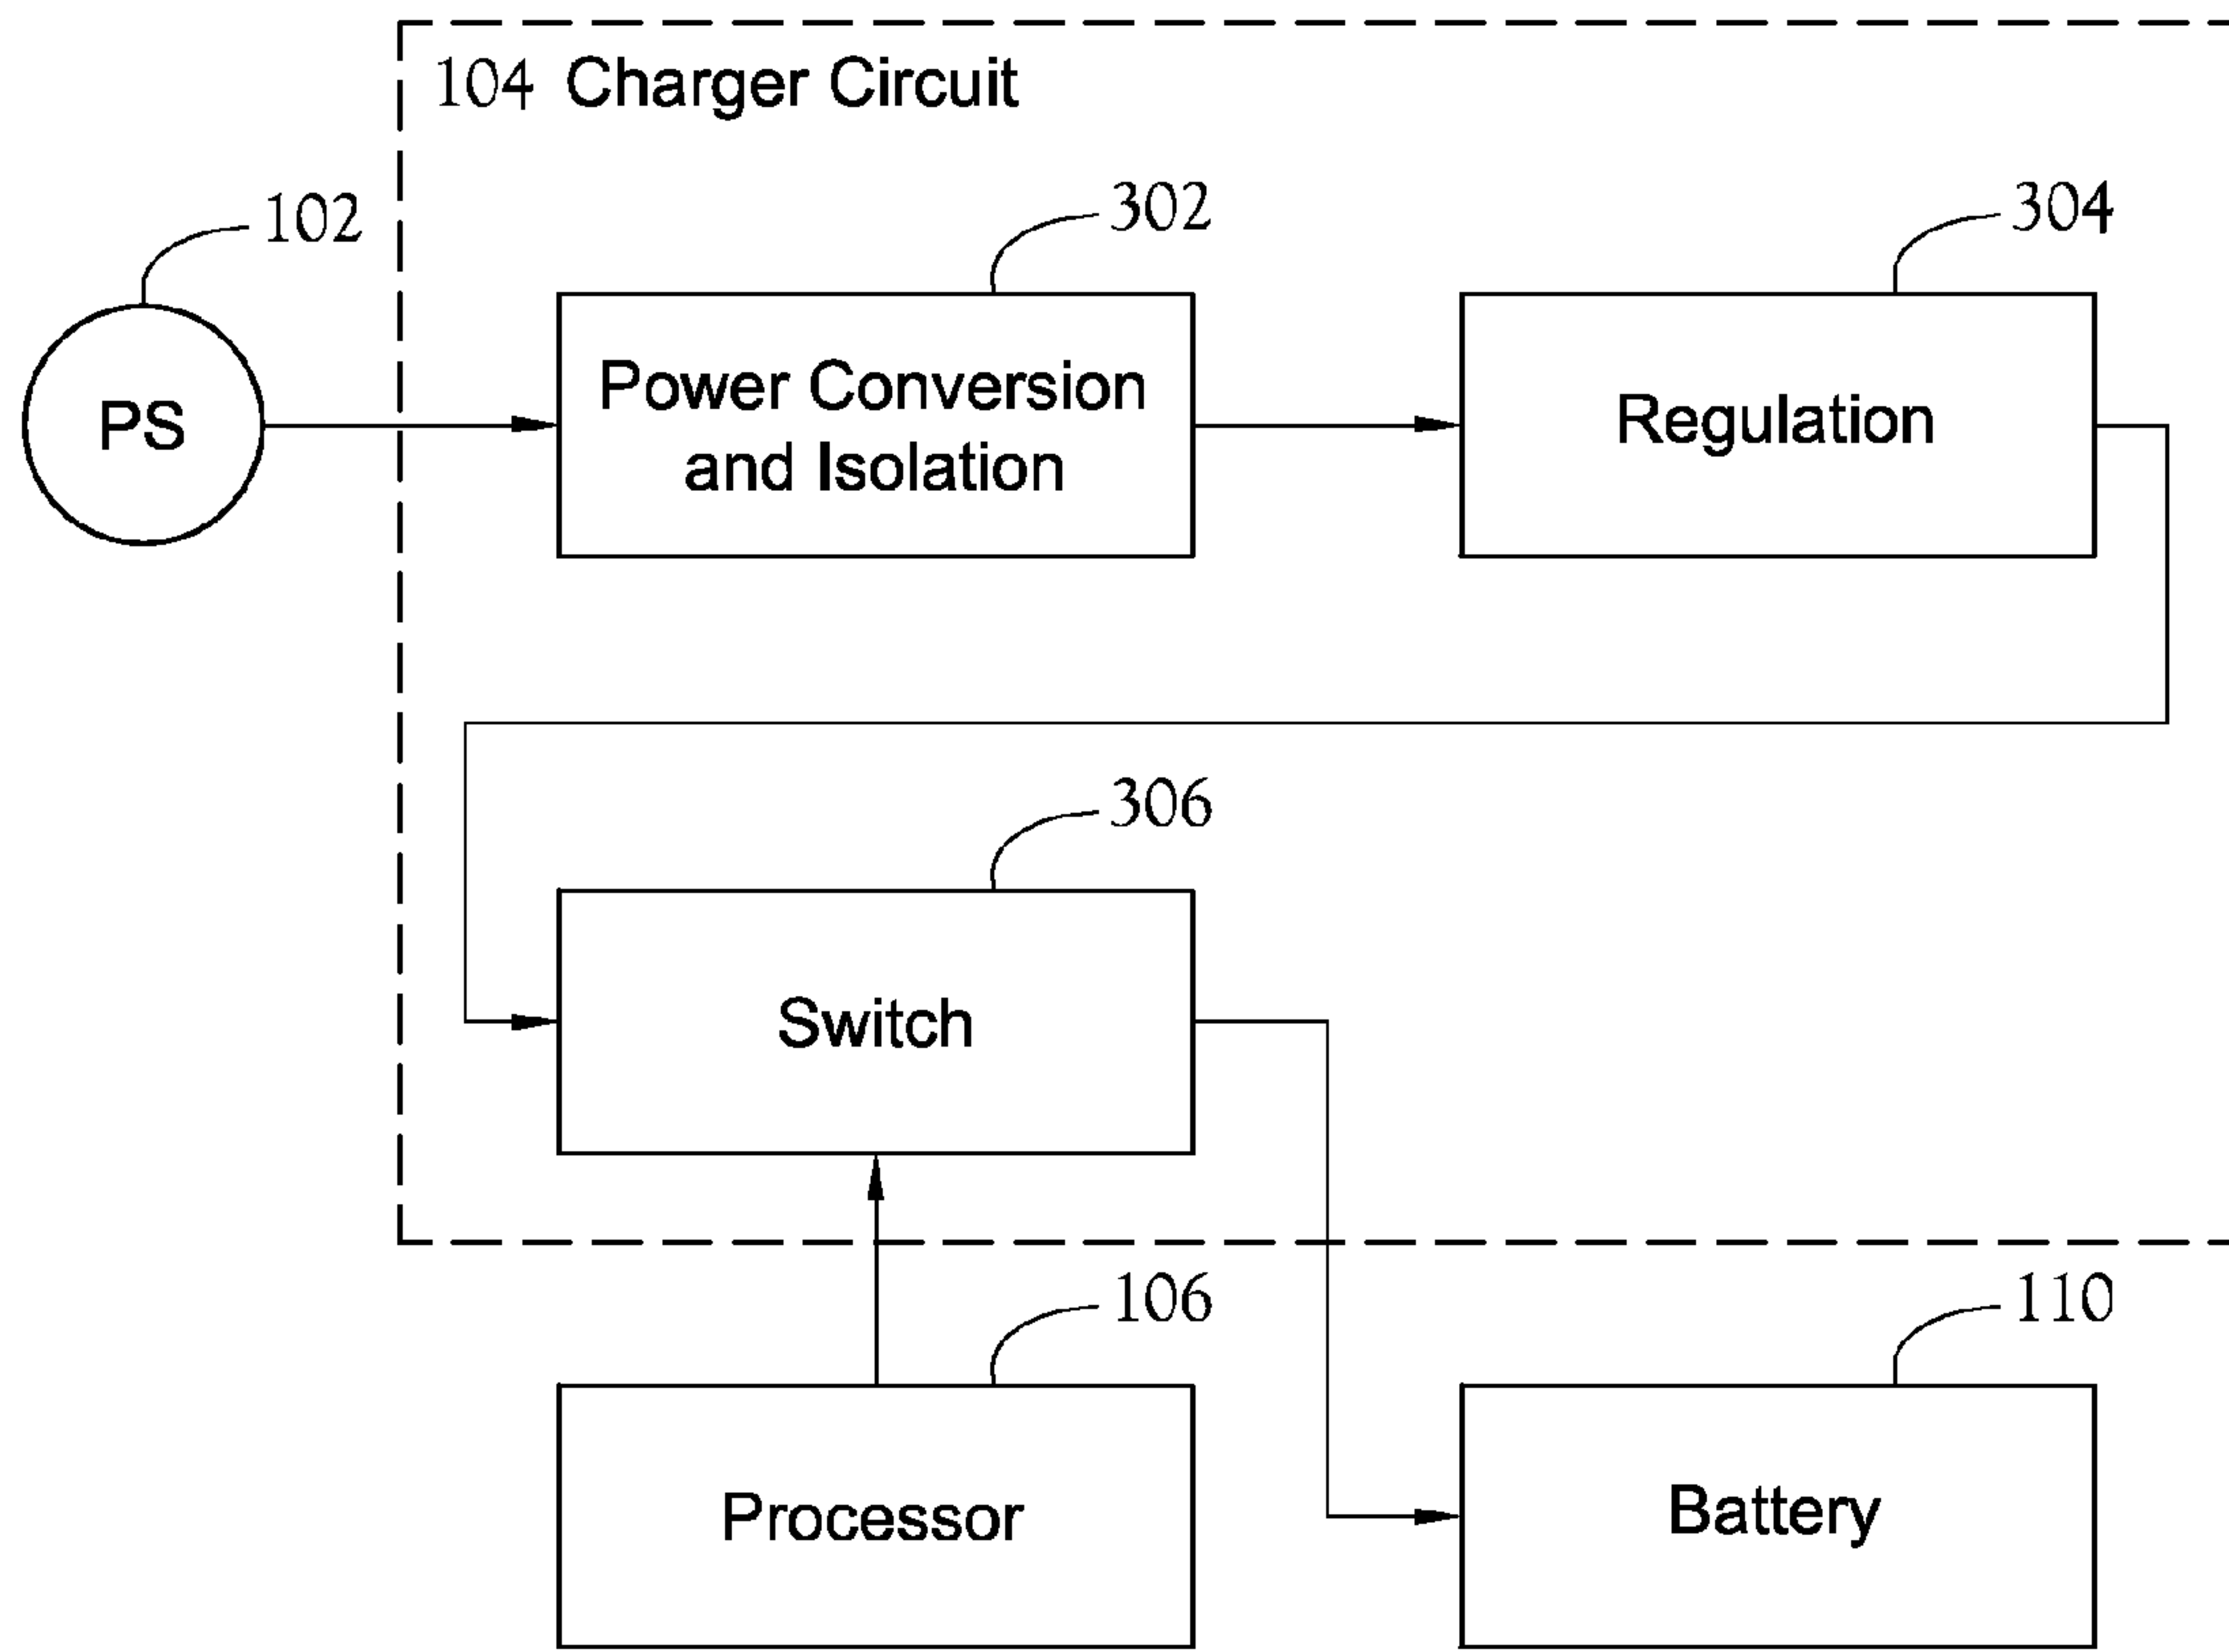 104 Charger Circuit
102
302
304
PS
Power Conversion
and Isolation
Regulation
306
Switch
106
110
Processor
Battery